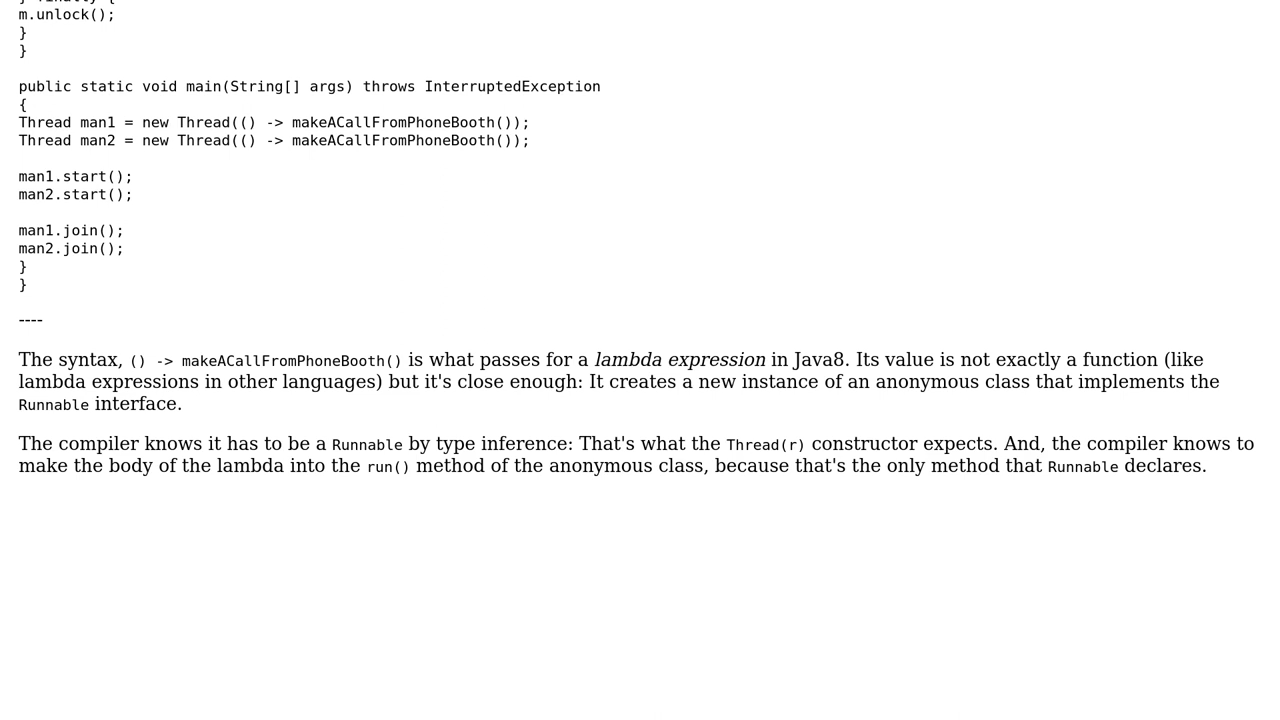 } finally {
m.unlock();
}
}
public static void main(String[] args) throws InterruptedException
{
Thread man1 = new Thread(() -> makeACallFromPhoneBooth());
Thread man2 = new Thread(() -> makeACallFromPhoneBooth());
man1.start();
man2.start();
man1.join();
man2.join();
}
}
----
The syntax, () -> makeACallFromPhoneBooth() is what passes for a lambda expression in Java8. Its value is not exactly a function (like
lambda expressions in other languages) but it's close enough: It creates a new instance of an anonymous class that implements the
Runnable interface.
The compiler knows it has to be a Runnable by type inference: That's what the Thread(r) constructor expects. And, the compiler knows to
make the body of the lambda into the run() method of the anonymous class, because that's the only method that Runnable declares.